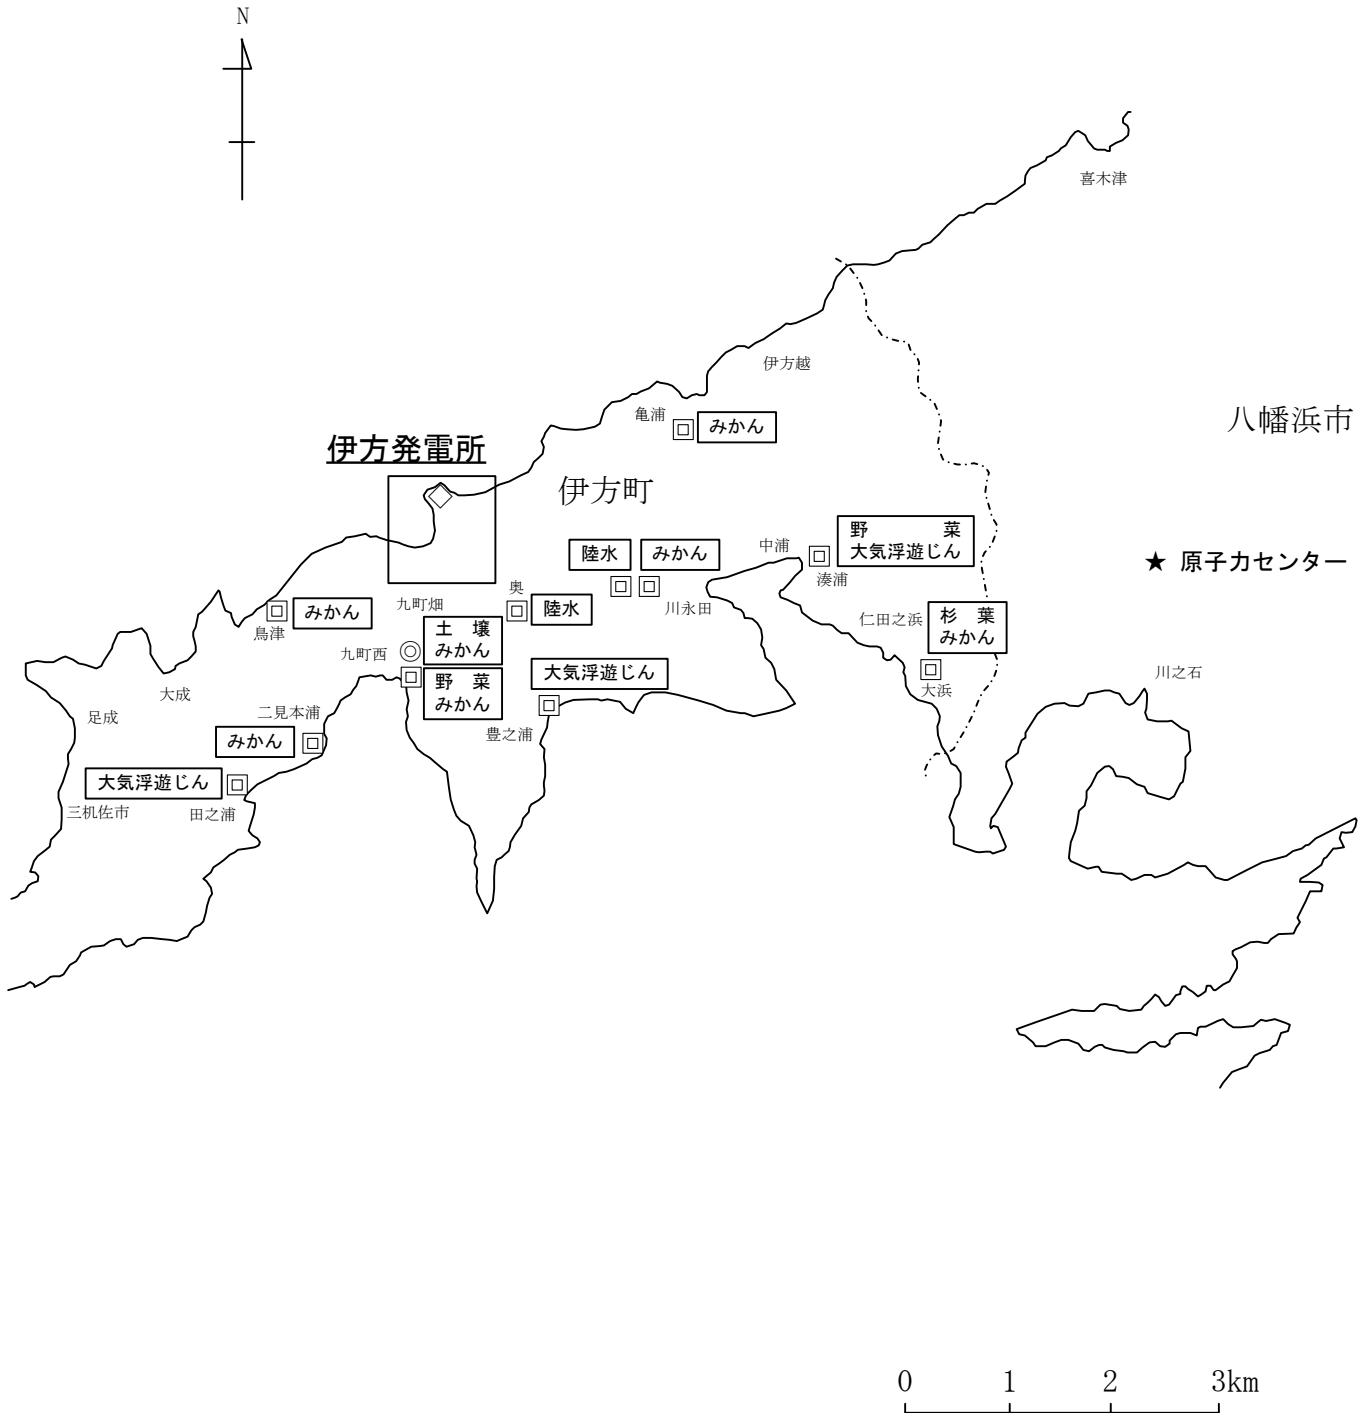 N
喜木津
伊方越
八幡浜市
亀浦
みかん
伊方発電所
伊方町
野　菜
大気浮遊じん
中浦
湊浦
★ 原子力センター
陸水
みかん
川永田
奥
陸水
九町畑
土　壌
みかん
みかん
鳥津
仁田之浜
杉　葉
みかん
大浜
川之石
九町西
野　菜
みかん
大気浮遊じん
豊之浦
大成
足成
二見本浦
みかん
大気浮遊じん
三机佐市
田之浦
0 1 2 3km